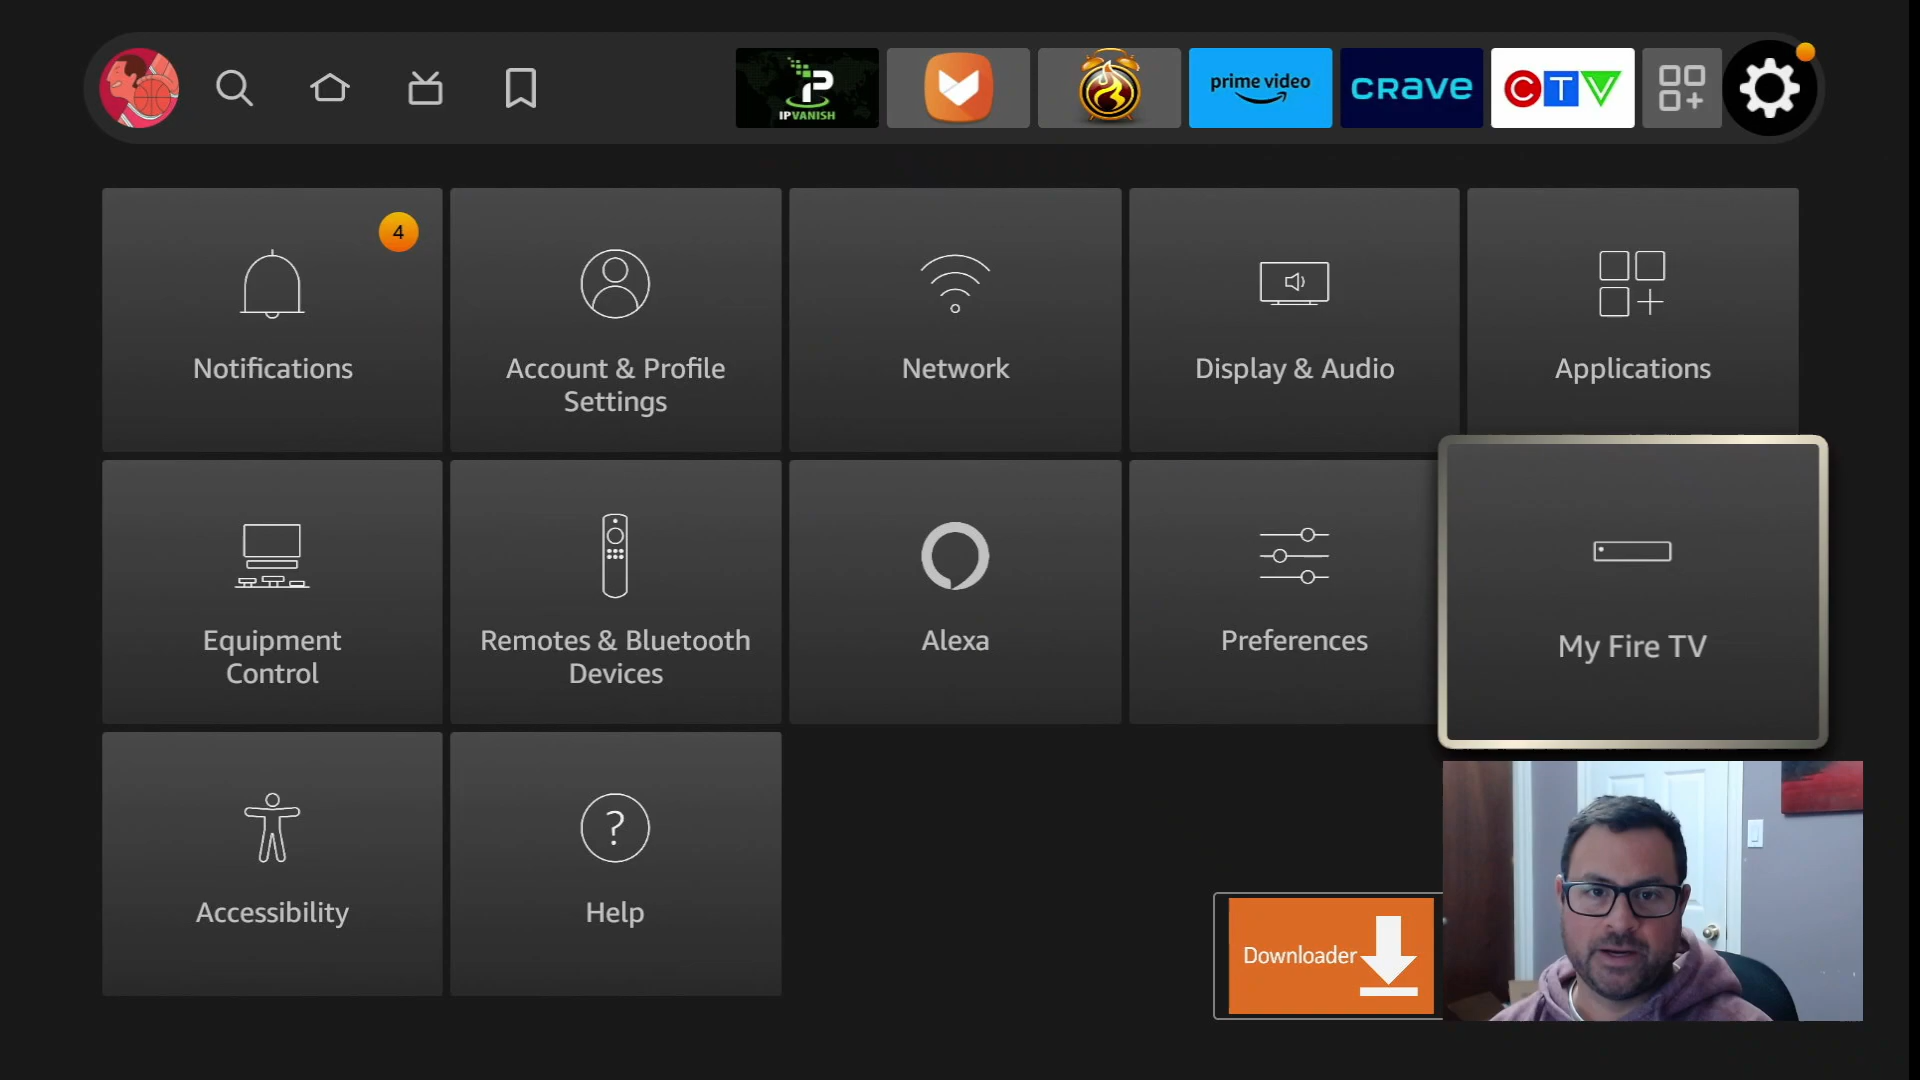 IPVANISH
prime video
CRAVE
CTV
4
Notifications
Account & Profile
Settings
Network
Display & Audio
Applications
Equipment
Control
Remotes & Bluetooth
Devices
Alexa
Preferences
My Fire TV
Accessibility
?
Help
Downloader